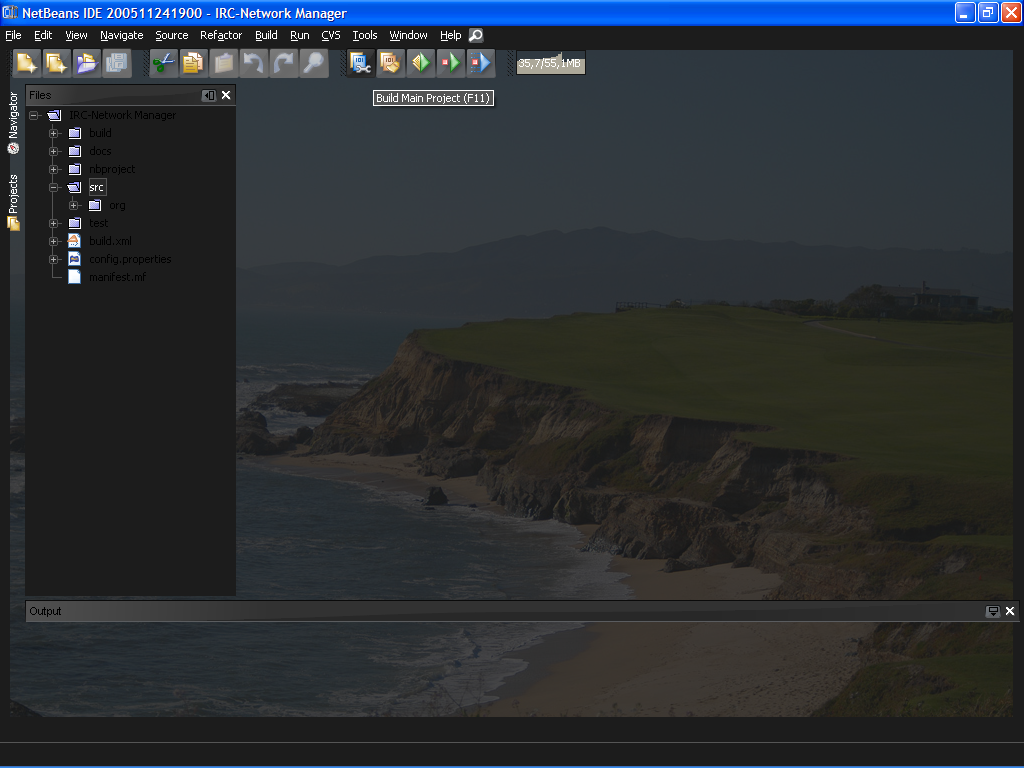 NetBeans IDE 200511241900 - IRC-Network Manager
File Edit View Navigate Source Refactor Build Run CVS Tools Window Help
35,7/55,1MB
Build Main Project (F11)
Navigator
Projects
Files
IRC-Network Manager
build
docs
nbproject
src
org
test
build.xml
config.properties
manifest.mf
Output